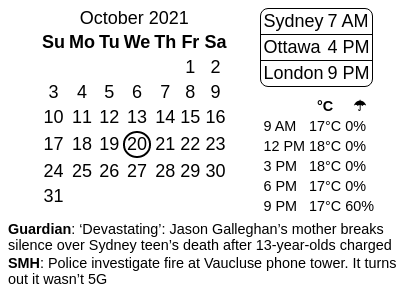 October 2021
Su Mo Tu We Th Fr Sa
1 2
3 4 5 6 7 8 9
10 11 12 13 14 15 16
17 18 19 20 21 22 23
24 25 26 27 28 29 30
31
Sydney 7 AM
Ottawa 4 PM
London 9 PM
°C ☂
9 AM 17°C 0%
12 PM 18°C 0%
3 PM 18°C 0%
6 PM 17°C 0%
9 PM 17°C 60%
Guardian: ‘Devastating’: Jason Galleghan’s mother breaks
silence over Sydney teen’s death after 13-year-olds charged
SMH: Police investigate fire at Vaucluse phone tower. It turns
out it wasn’t 5G